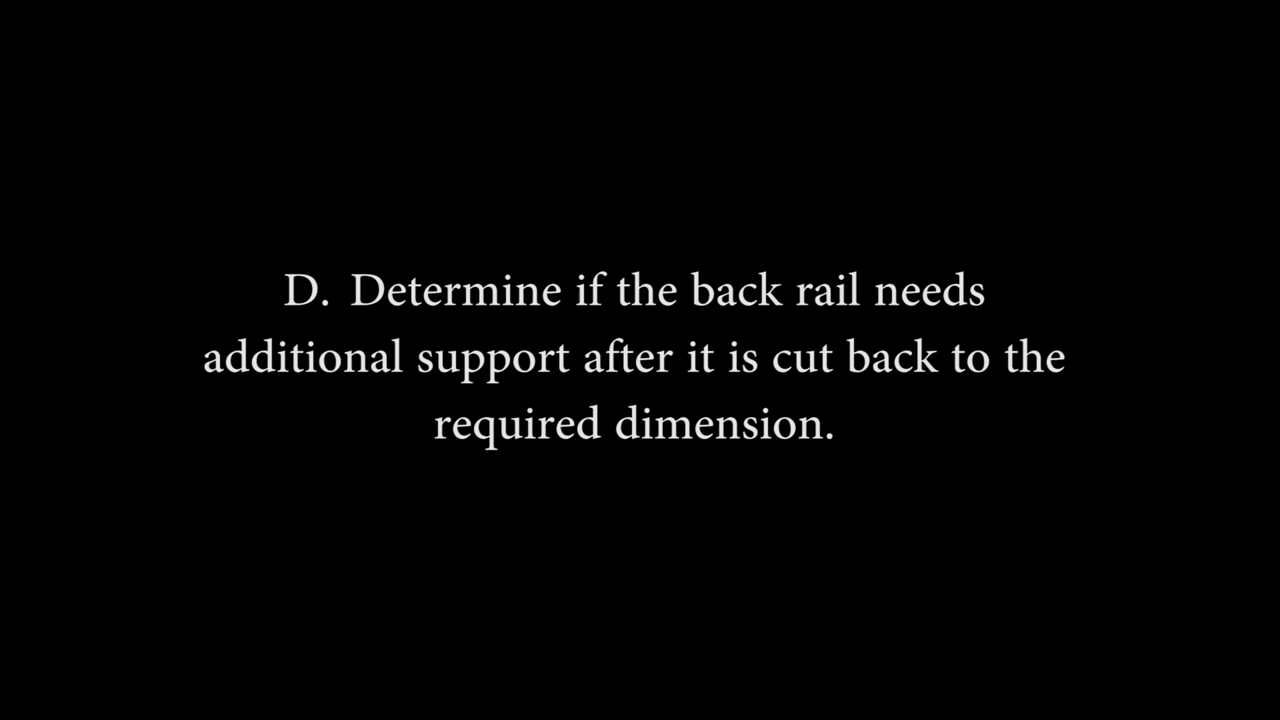 D. Determine if the back rail needs
additional support after it is cut back to the
required dimension.